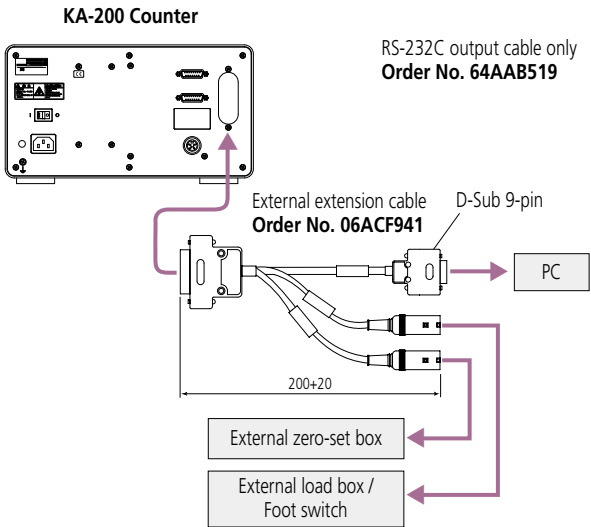 KA-200 Counter
RS-232C output cable only
Order No. 64AAB519
External extension cable
Order No. 06ACF941
D-Sub 9-pin
PC
200+20
External zero-set box
External load box /
Foot switch